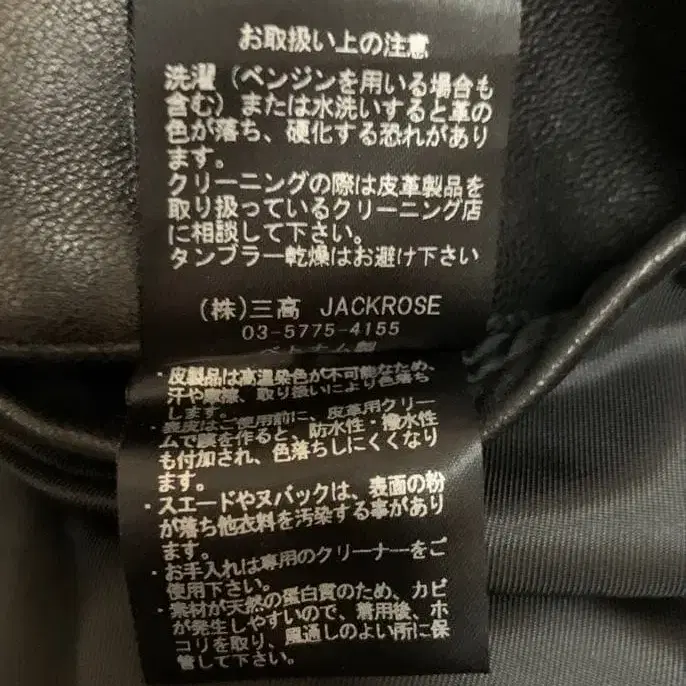 お取扱い上の注意
洗濯（ベンジンを用いる場合も
含む）または水洗いすると革の
色が落ち、硬化する恐れがあり
ます。
クリーニングの際は皮革製品を
取り扱っているクリーニング店
に相談して下さい。
タンブラー乾燥はお避け下さい
（株）三高 JACKROSE
03-5775-4155
ベトナム製
・皮製品は高温染色が不可能なため、
汗や摩擦、取り扱いにより色落ち
します。
・表皮はご使用前に、皮革用クリー
ムで膜を作ると、防水性・撥水性
も付加され、色落ちしにくくなり
ます。
・スエードやヌバックは、表面の粉
が落ち他衣料を汚染する事があり
ます。
・お手入れは専用のクリーナーをご
使用下さい。
・素材が天然の蛋白質のため、カビ
が発生しやすいので、着用後、ホ
コリを取り、風通しのよい所に保
管して下さい。